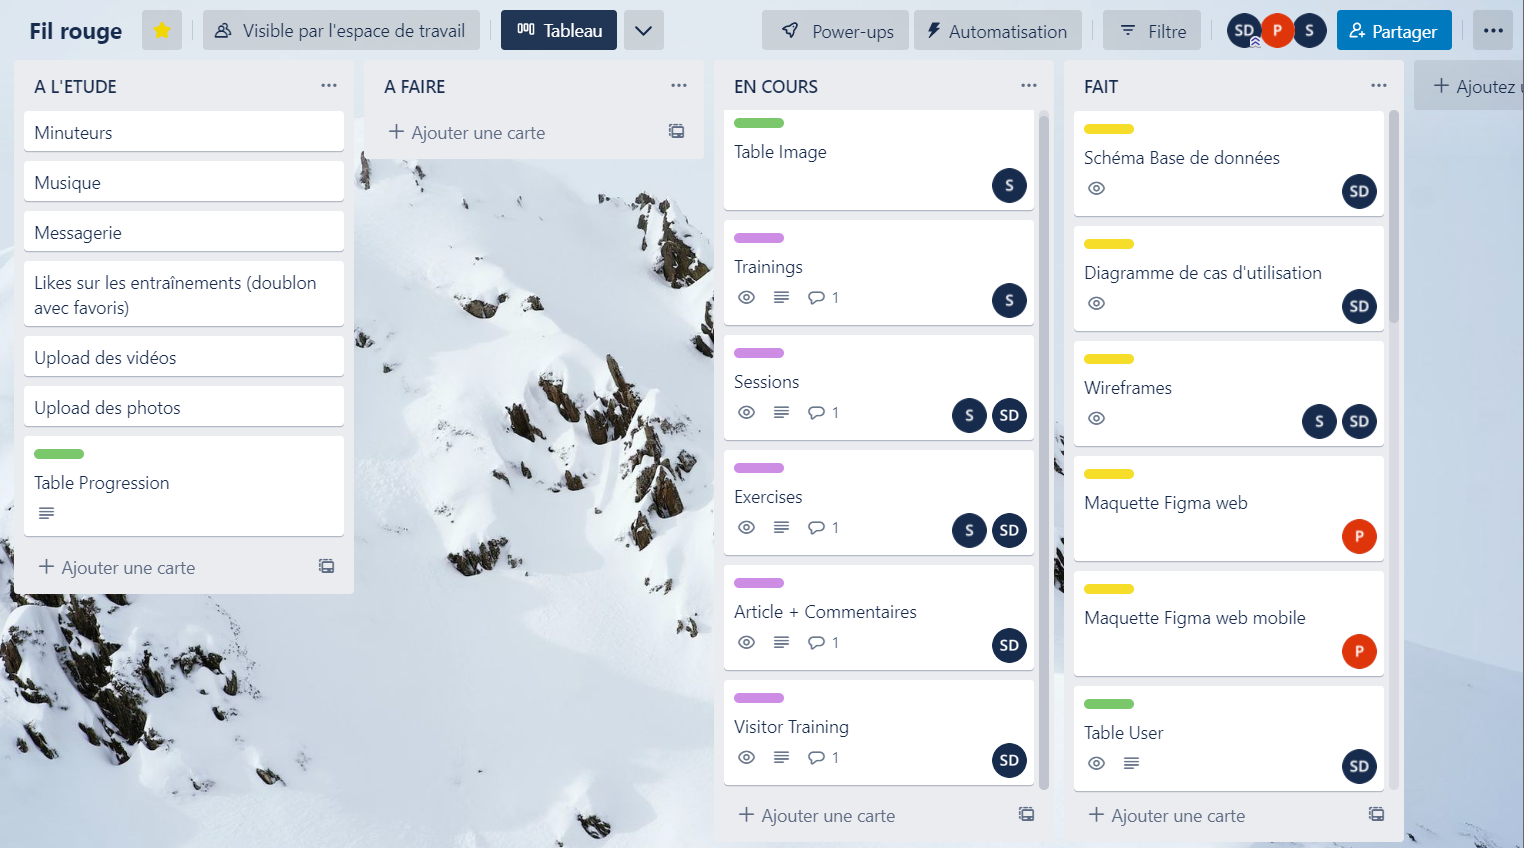 Fil rouge
Visible par l'espace de travail
Tableau
Power-ups
Automatisation
Filtre
SD
P
S
Partager
A L'ETUDE
Minuteurs
Musique
Messagerie
Likes sur les entraînements (doublon
avec favoris)
Upload des vidéos
Upload des photos
Table Progression
Ajouter une carte
A FAIRE
Ajouter une carte
EN COURS
Table Image
S
Trainings
1
S
Sessions
1
S
SD
Exercises
1
S
SD
Article + Commentaires
1
SD
Visitor Training
1
SD
Ajouter une carte
FAIT
Schéma Base de données
SD
Diagramme de cas d'utilisation
SD
Wireframes
S
SD
Maquette Figma web
P
Maquette Figma web mobile
P
Table User
SD
Ajouter une carte
Ajoutez